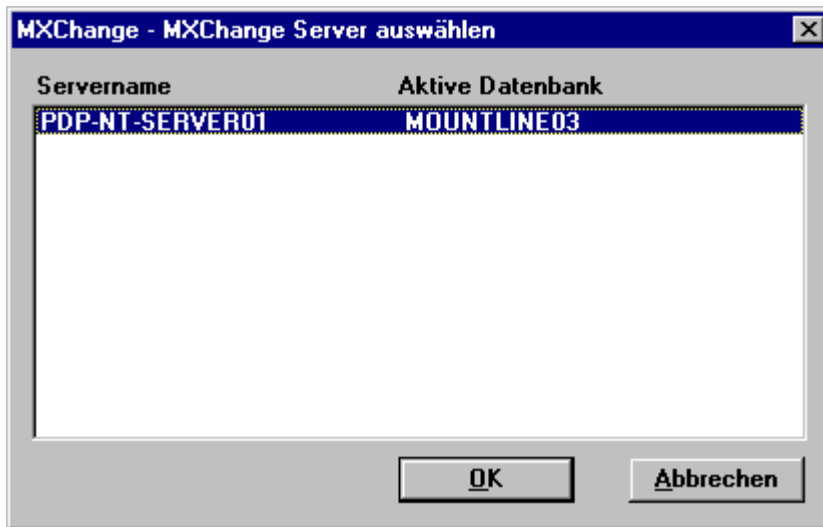 MXChange - MXChange Server auswählen
Servername Aktive Datenbank
PDP-NT-SERVER01 MOUNTLINE03
OK Abbrechen